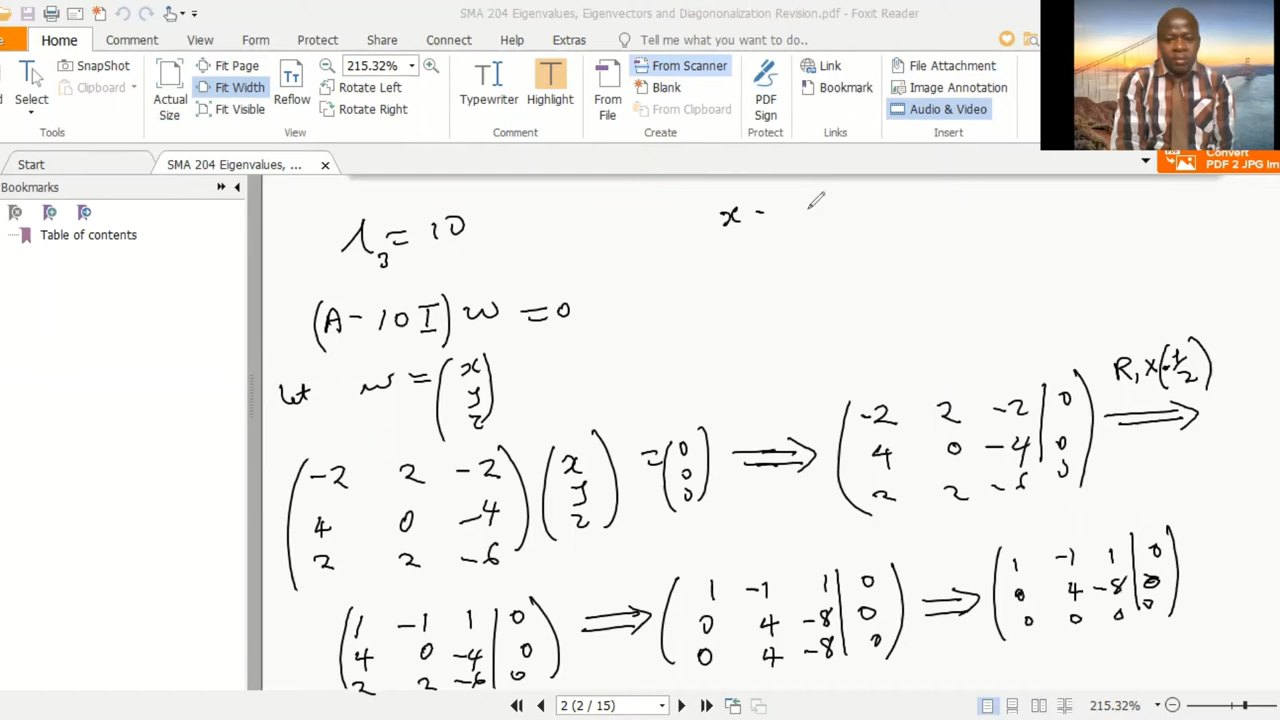 SMA 204 Eigenvalues, Eigenvectors and Diagononalization Revision.pdf - Foxit Reader
Home Comment View Form Protect Share Connect Help Extras Tell me what you want to do..
SnapShot Fit Page 215.32% From Scanner Link File Attachment
Clipboard Fit Width Rotate Left Blank Bookmark Image Annotation
Select Actual Size Fit Visible Reflow Rotate Right Typewriter Highlight From File From Clipboard PDF Sign Audio & Video
Tools View Comment Create Protect Links Insert
Start SMA 204 Eigenvalues, ... Convert
PDF 2 JPG Im
Bookmarks
Table of contents
x -
λ₃ = 10
(A - 10 I) w = 0
let w = (x
y
z)
R₁ X(-1/2)
(-2 2 -2) (x) = (0) ⟹ (-2 2 -2 | 0) ⟹
(4 0 -4) (y) (0) (4 0 -4 | 0)
(2 2 -6) (z) (0) (2 2 -6 | 0)
(1 -1 1 | 0) ⟹ (1 -1 1 | 0) ⟹ (1 -1 1 | 0)
(4 0 -4 | 0) (0 4 -8 | 0) (0 4 -8 | 0)
(2 2 -6 | 0) (0 4 -8 | 0) (0 0 0 | 0)
2 (2 / 15) 215.32%